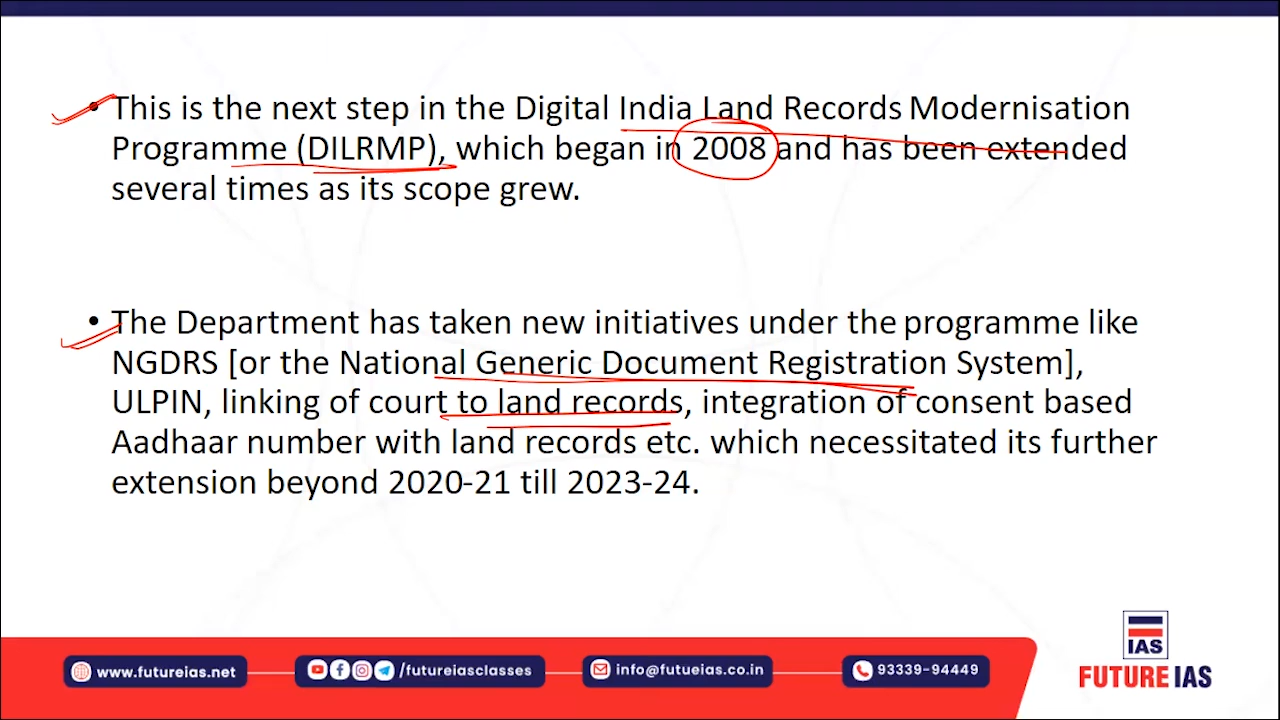 • This is the next step in the Digital India Land Records Modernisation
Programme (DILRMP), which began in 2008 and has been extended
several times as its scope grew.
• The Department has taken new initiatives under the programme like
NGDRS [or the National Generic Document Registration System],
ULPIN, linking of court to land records, integration of consent based
Aadhaar number with land records etc. which necessitated its further
extension beyond 2020-21 till 2023-24.
IAS
FUTURE IAS
www.futureias.net
/futureiasclasses
info@futueias.co.in
93339-94449